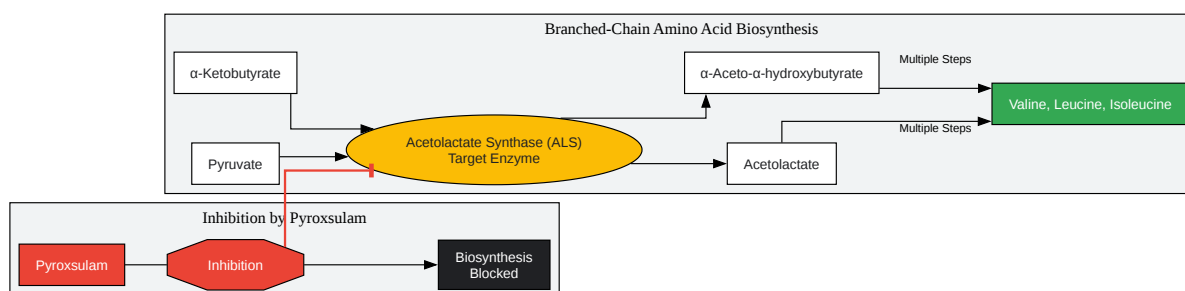 Branched-Chain Amino Acid Biosynthesis
α-Ketobutyrate
α-Aceto-α-hydroxybutyrate
Multiple Steps
Valine, Leucine, Isoleucine
Acetolactate Synthase (ALS)
Target Enzyme
Multiple Steps
Pyruvate
Acetolactate
Inhibition by Pyroxsulam
Pyroxsulam
Inhibition
Biosynthesis
Blocked